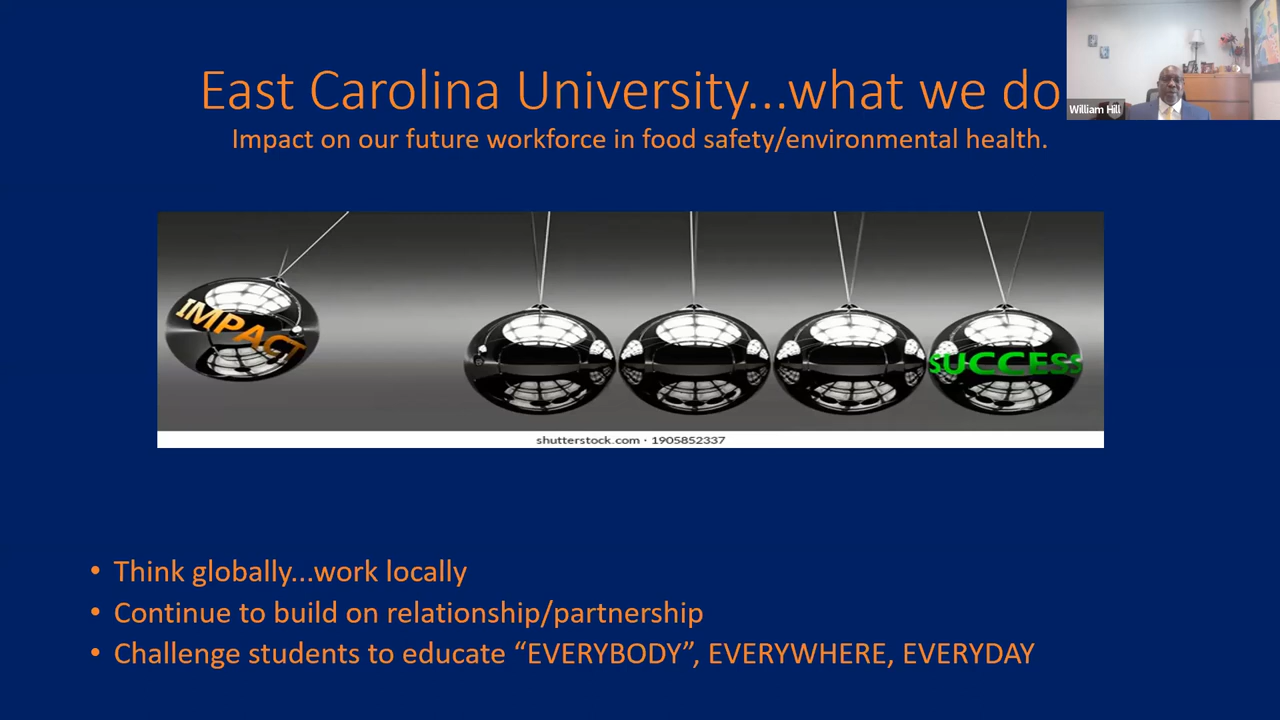 East Carolina University...what we do
William Hill
Impact on our future workforce in food safety/environmental health.
IMPACT
SUCCESS
shutterstock.com · 1905852337
• Think globally...work locally
• Continue to build on relationship/partnership
• Challenge students to educate “EVERYBODY”, EVERYWHERE, EVERYDAY